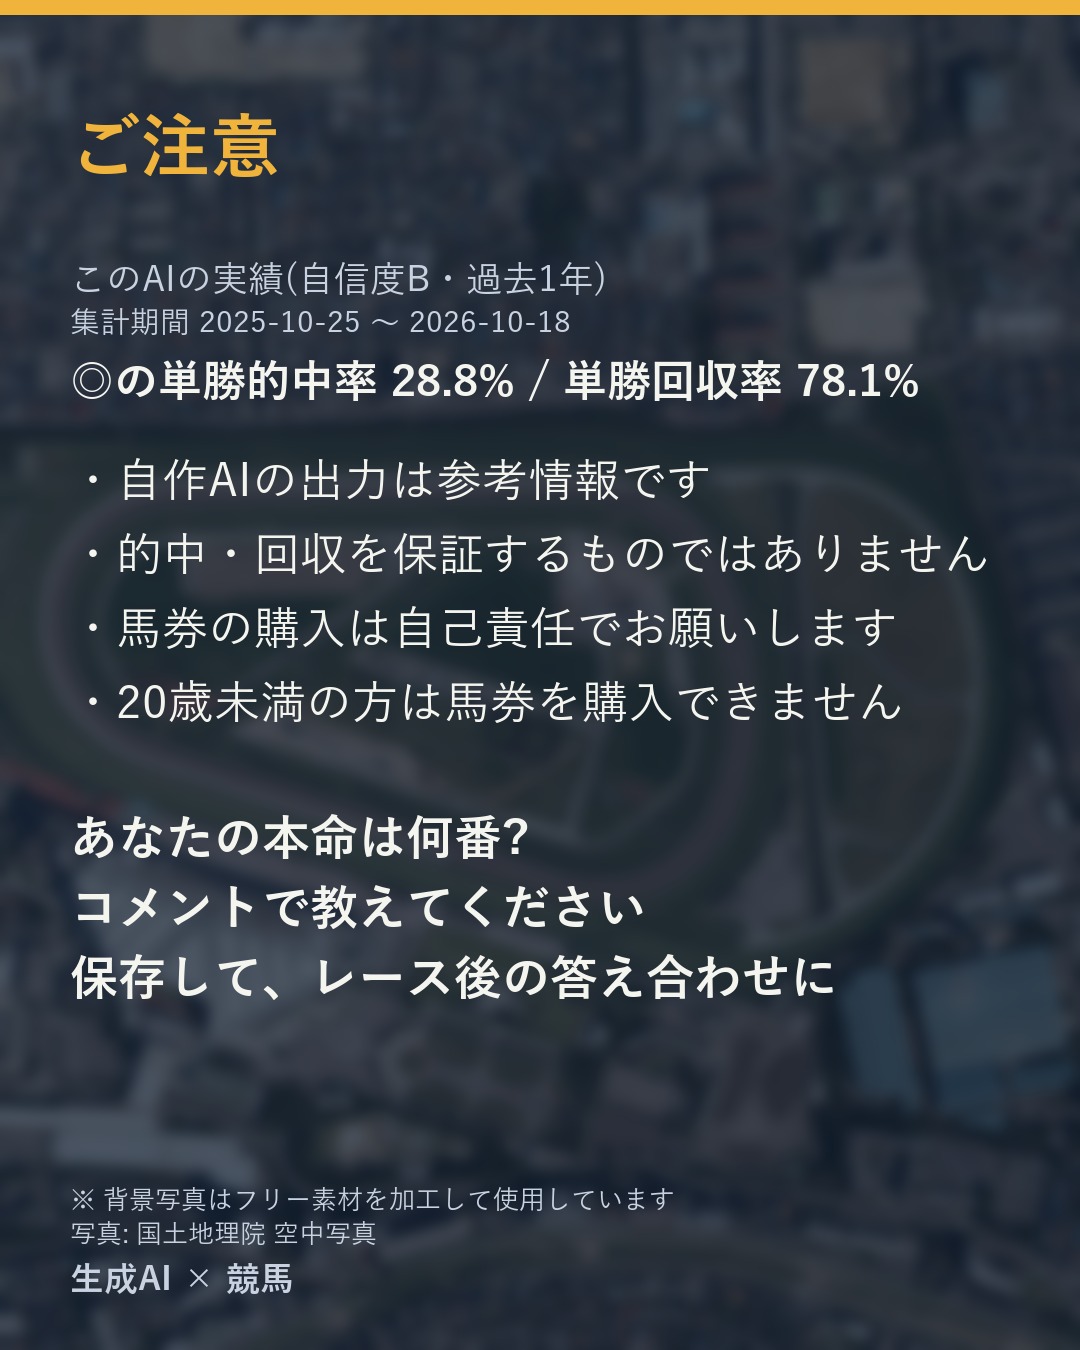 ご注意
このAIの実績(自信度B・過去1年)
集計期間 2025-10-25 〜 2026-10-18
◎の単勝的中率 28.8% / 単勝回収率 78.1%
・自作AIの出力は参考情報です
・的中・回収を保証するものではありません
・馬券の購入は自己責任でお願いします
・20歳未満の方は馬券を購入できません
あなたの本命は何番?
コメントで教えてください
保存して、レース後の答え合わせに
※ 背景写真はフリー素材を加工して使用しています
写真: 国土地理院 空中写真
生成AI × 競馬